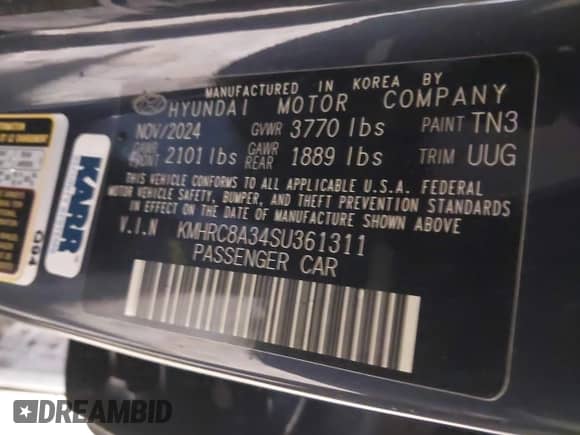 MANUFACTURED IN KOREA BY
HYUNDAI MOTOR COMPANY
NOV/2024 GVWR 3770 lbs PAINT TN3
GAWR FRONT 2101 lbs GAWR REAR 1889 lbs TRIM UUG
THIS VEHICLE CONFORMS TO ALL APPLICABLE U.S.A. FEDERAL
MOTOR VEHICLE SAFETY, BUMPER, AND THEFT PREVENTION STANDARDS
IN EFFECT ON THE DATE OF MANUFACTURE SHOWN ABOVE.
V.I.N KMHRC8A34SU361311
PASSENGER CAR
KARR
G94
DREAMBID